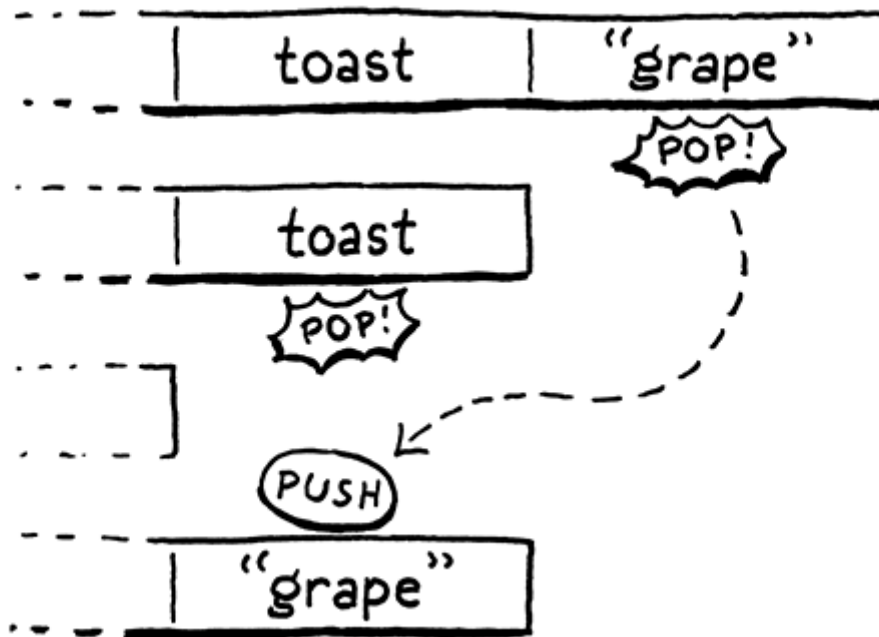 toast “grape”
POP!
toast
POP!
PUSH
“grape”